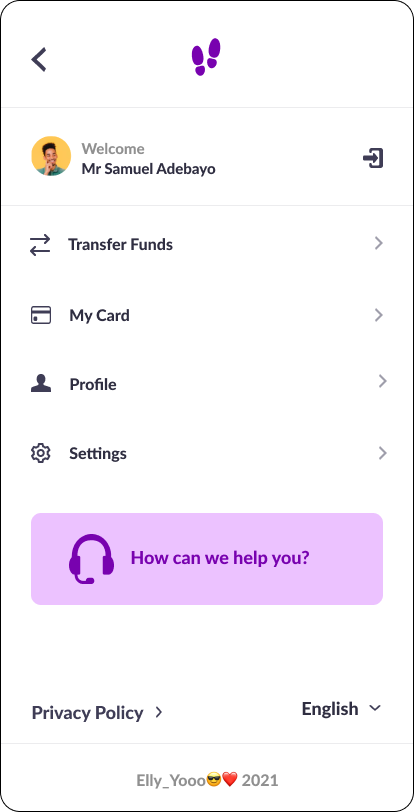 Welcome
Mr Samuel Adebayo
Transfer Funds
My Card
Profile
Settings
How can we help you?
Privacy Policy
English
Elly_Yooo😎❤️ 2021